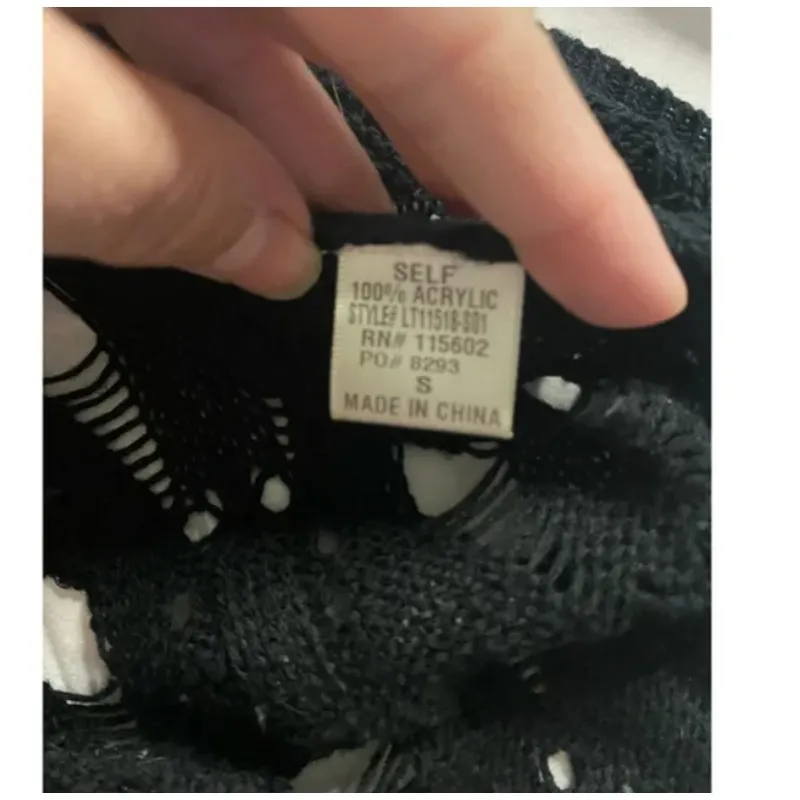 SELF
100% ACRYLIC
STYLE# LT11518-S01
RN# 115602
PO# 8293
S
MADE IN CHINA